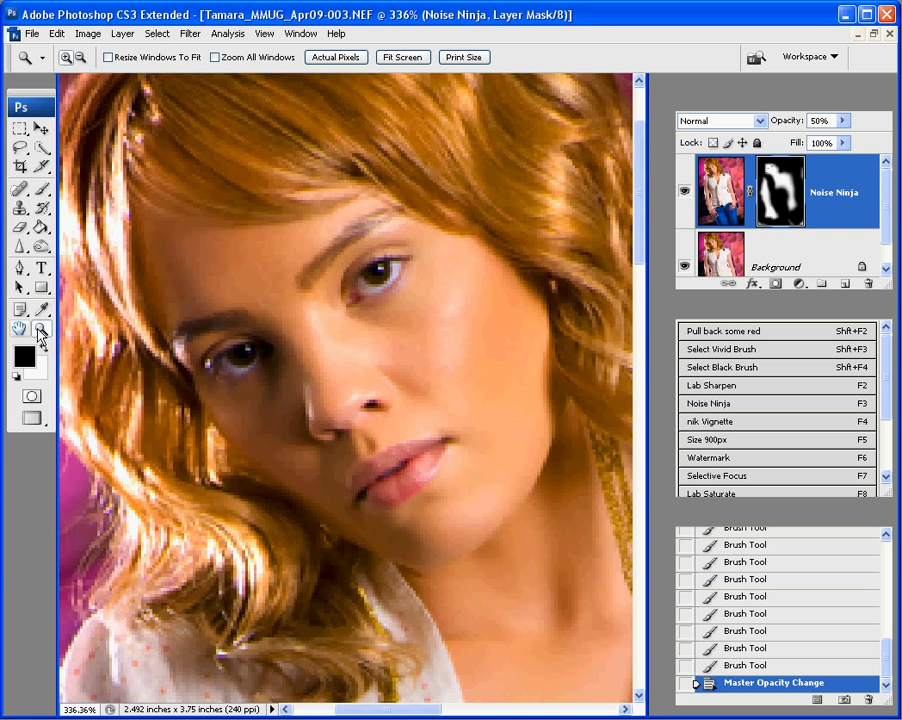 Adobe Photoshop CS3 Extended - [Tamara_MMUG_Apr09-003.NEF @ 336% (Noise Ninja, Layer Mask/8)]
File Edit Image Layer Select Filter Analysis View Window Help
Resize Windows To Fit Zoom All Windows Actual Pixels Fit Screen Print Size Workspace
Ps
Normal Opacity: 50%
Lock: Fill: 100%
Noise Ninja
Background
fx
Pull back some red Shft+F2
Select Vivid Brush Shft+F3
Select Black Brush Shft+F4
Lab Sharpen F2
Noise Ninja F3
nik Vignette F4
Size 900px F5
Watermark F6
Selective Focus F7
Lab Saturate F8
Brush Tool
Brush Tool
Brush Tool
Brush Tool
Brush Tool
Brush Tool
Brush Tool
Brush Tool
Brush Tool
Master Opacity Change
336.36% 2.492 inches x 3.75 inches (240 ppi)